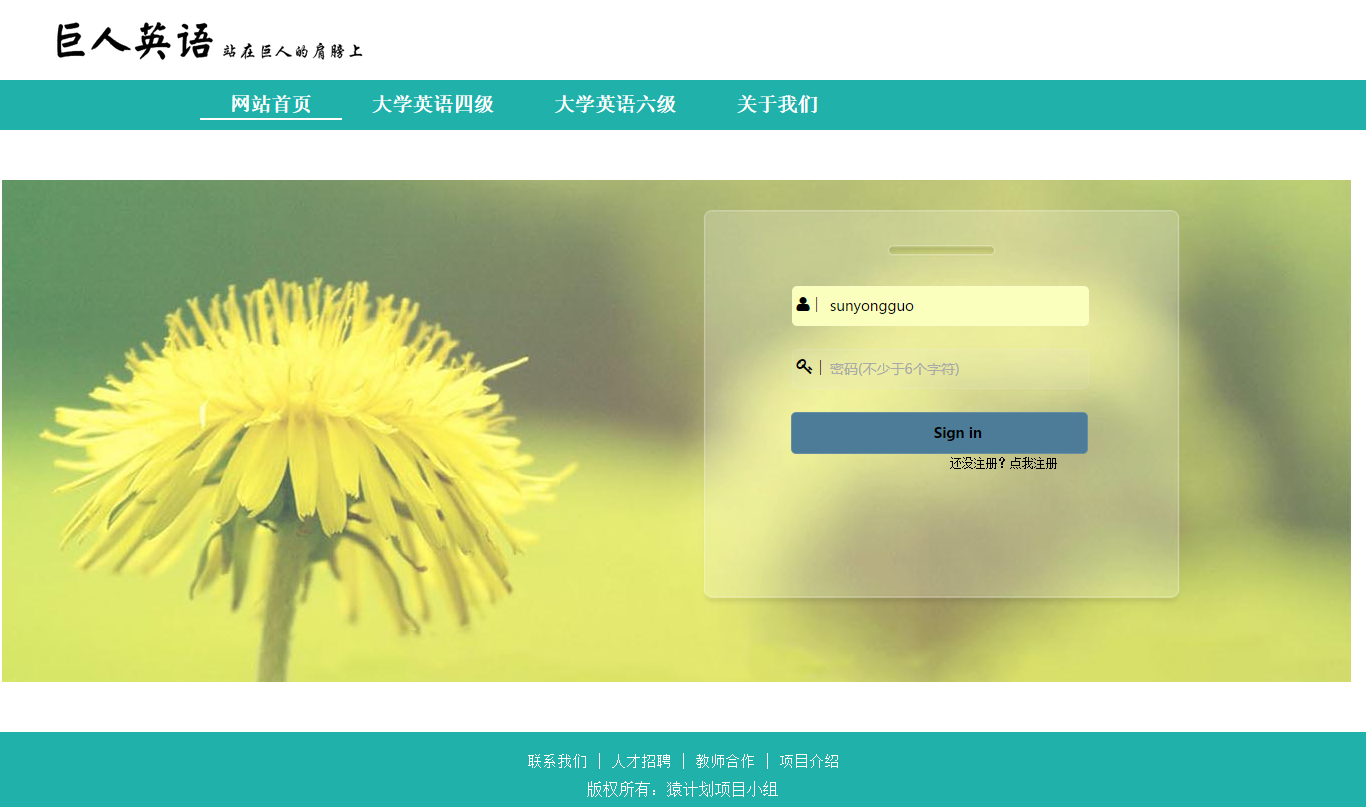 巨人英语 站在巨人的肩膀上
网站首页 大学英语四级 大学英语六级 关于我们
sunyongguo
密码(不少于6个字符)
Sign in
还没注册？点我注册
联系我们 | 人才招聘 | 教师合作 | 项目介绍
版权所有：猿计划项目小组